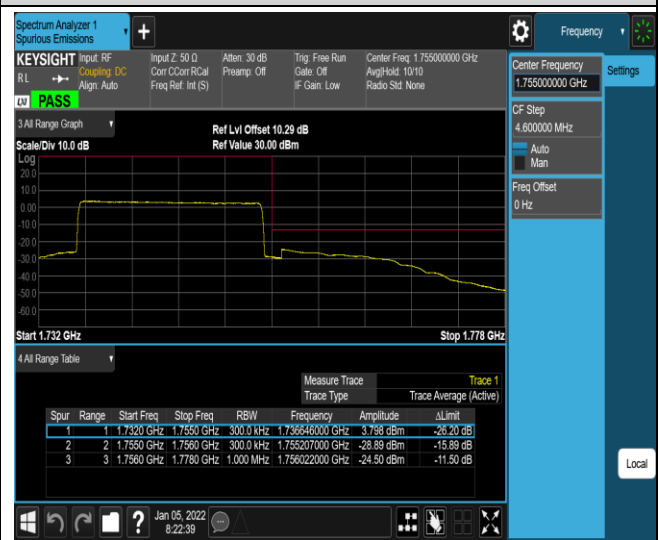 Spectrum Analyzer 1
Spurious Emissions
Frequency
KEYSIGHT Input: RF Input Z: 50 Ω Atten: 30 dB Trig: Free Run Center Freq: 1.755000000 GHz
RL Coupling: DC Corr CCorr RCal Preamp: Off Gate: Off Avg|Hold: 10/10
Align: Auto Freq Ref: Int (S) IF Gain: Low Radio Std: None
LXI PASS
3 All Range Graph
Ref Lvl Offset 10.29 dB
Scale/Div 10.0 dB Ref Value 30.00 dBm
Log
20.0
10.0
0.00
-10.0
-20.0
-30.0
-40.0
-50.0
-60.0
Start 1.732 GHz Stop 1.778 GHz
4 All Range Table
Measure Trace Trace 1
Trace Type Trace Average (Active)
Spur Range Start Freq Stop Freq RBW Frequency Amplitude ΔLimit
1 1 1.7320 GHz 1.7550 GHz 300.0 kHz 1.736646000 GHz 3.798 dBm -26.20 dB
2 2 1.7550 GHz 1.7560 GHz 300.0 kHz 1.755207000 GHz -28.89 dBm -15.89 dB
3 3 1.7560 GHz 1.7780 GHz 1.000 MHz 1.756022000 GHz -24.50 dBm -11.50 dB
Jan 05, 2022
8:22:39
Center Frequency
1.755000000 GHz
Settings
CF Step
4.600000 MHz
Auto
Man
Freq Offset
0 Hz
Local